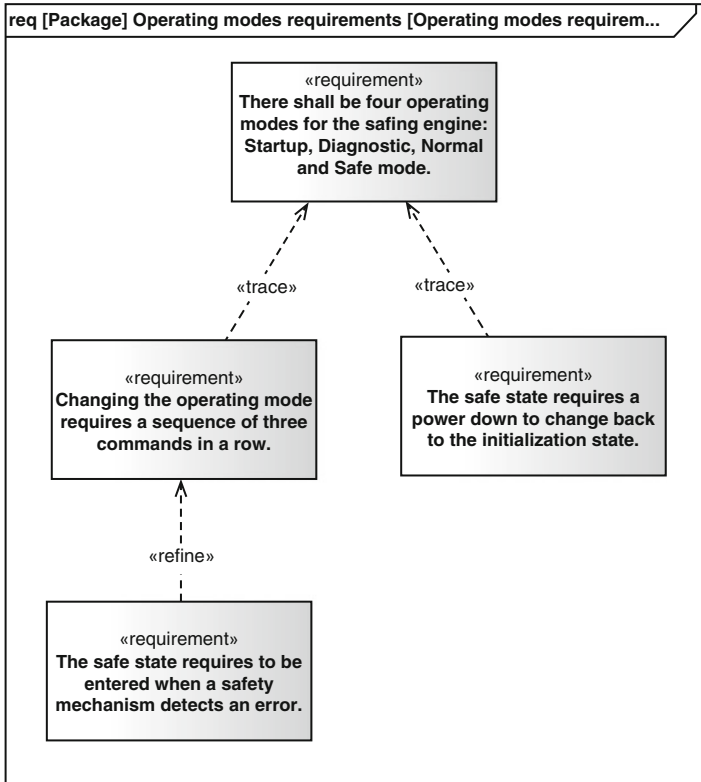 req [Package] Operating modes requirements [Operating modes requirem...
«requirement»
There shall be four operating
modes for the safing engine:
Startup, Diagnostic, Normal
and Safe mode.
«trace»
«trace»
«requirement»
Changing the operating mode
requires a sequence of three
commands in a row.
«requirement»
The safe state requires a
power down to change back
to the initialization state.
«refine»
«requirement»
The safe state requires to be
entered when a safety
mechanism detects an error.